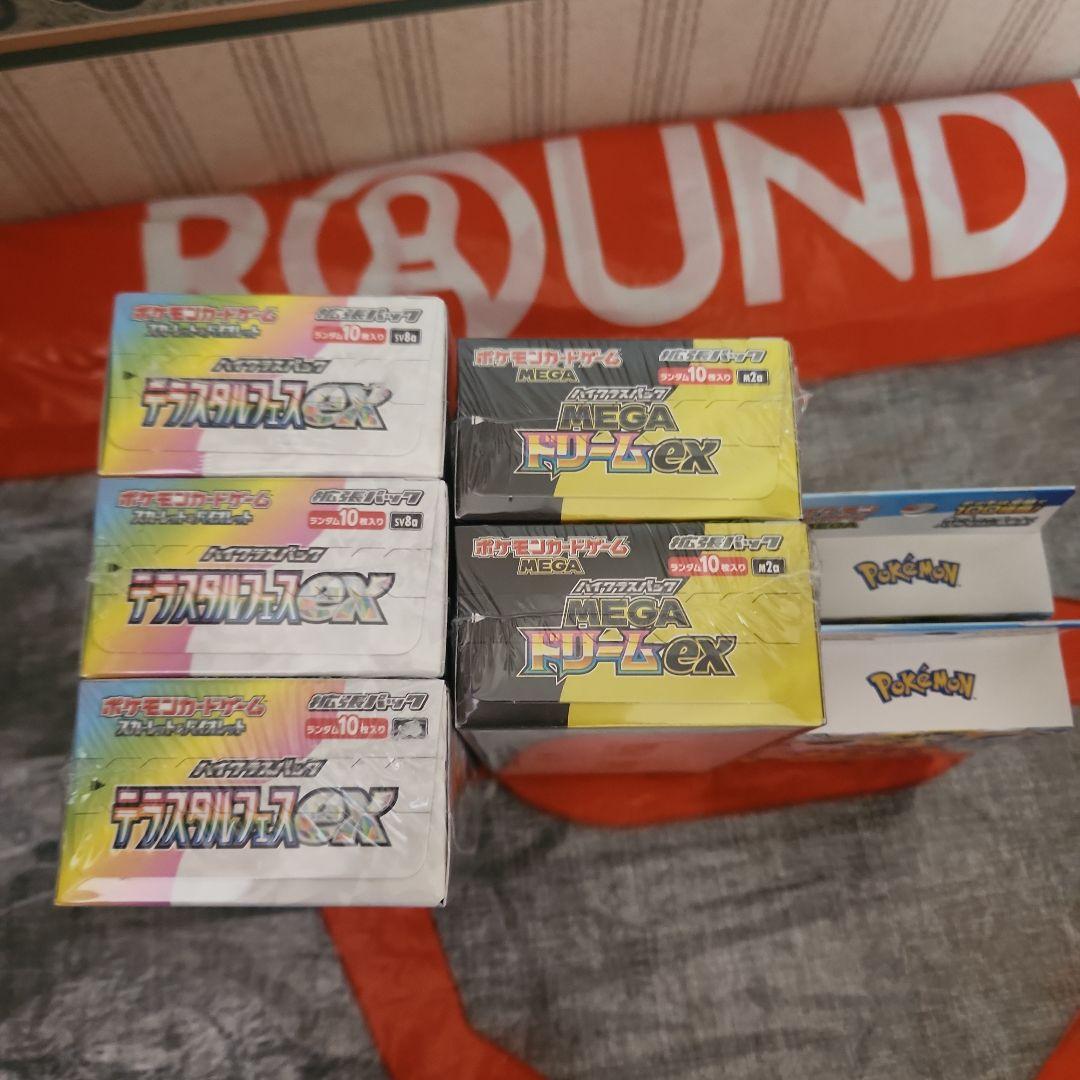 ROUND
ポケモンカードゲーム
スカーレット&バイオレット
拡張パック
ランダム10枚入り
SV8a
ハイクラスパック
テラスタルフェスex
ポケモンカードゲーム
スカーレット&バイオレット
拡張パック
ランダム10枚入り
SV8a
ハイクラスパック
テラスタルフェスex
ポケモンカードゲーム
スカーレット&バイオレット
拡張パック
ランダム10枚入り
ハイクラスパック
テラスタルフェスex
ポケモンカードゲーム
MEGA
拡張パック
ランダム10枚入り
M2a
ハイクラスパック
MEGA
ドリームex
ポケモンカードゲーム
MEGA
拡張パック
ランダム10枚入り
M2a
ハイクラスパック
MEGA
ドリームex
POKéMON
POKéMON